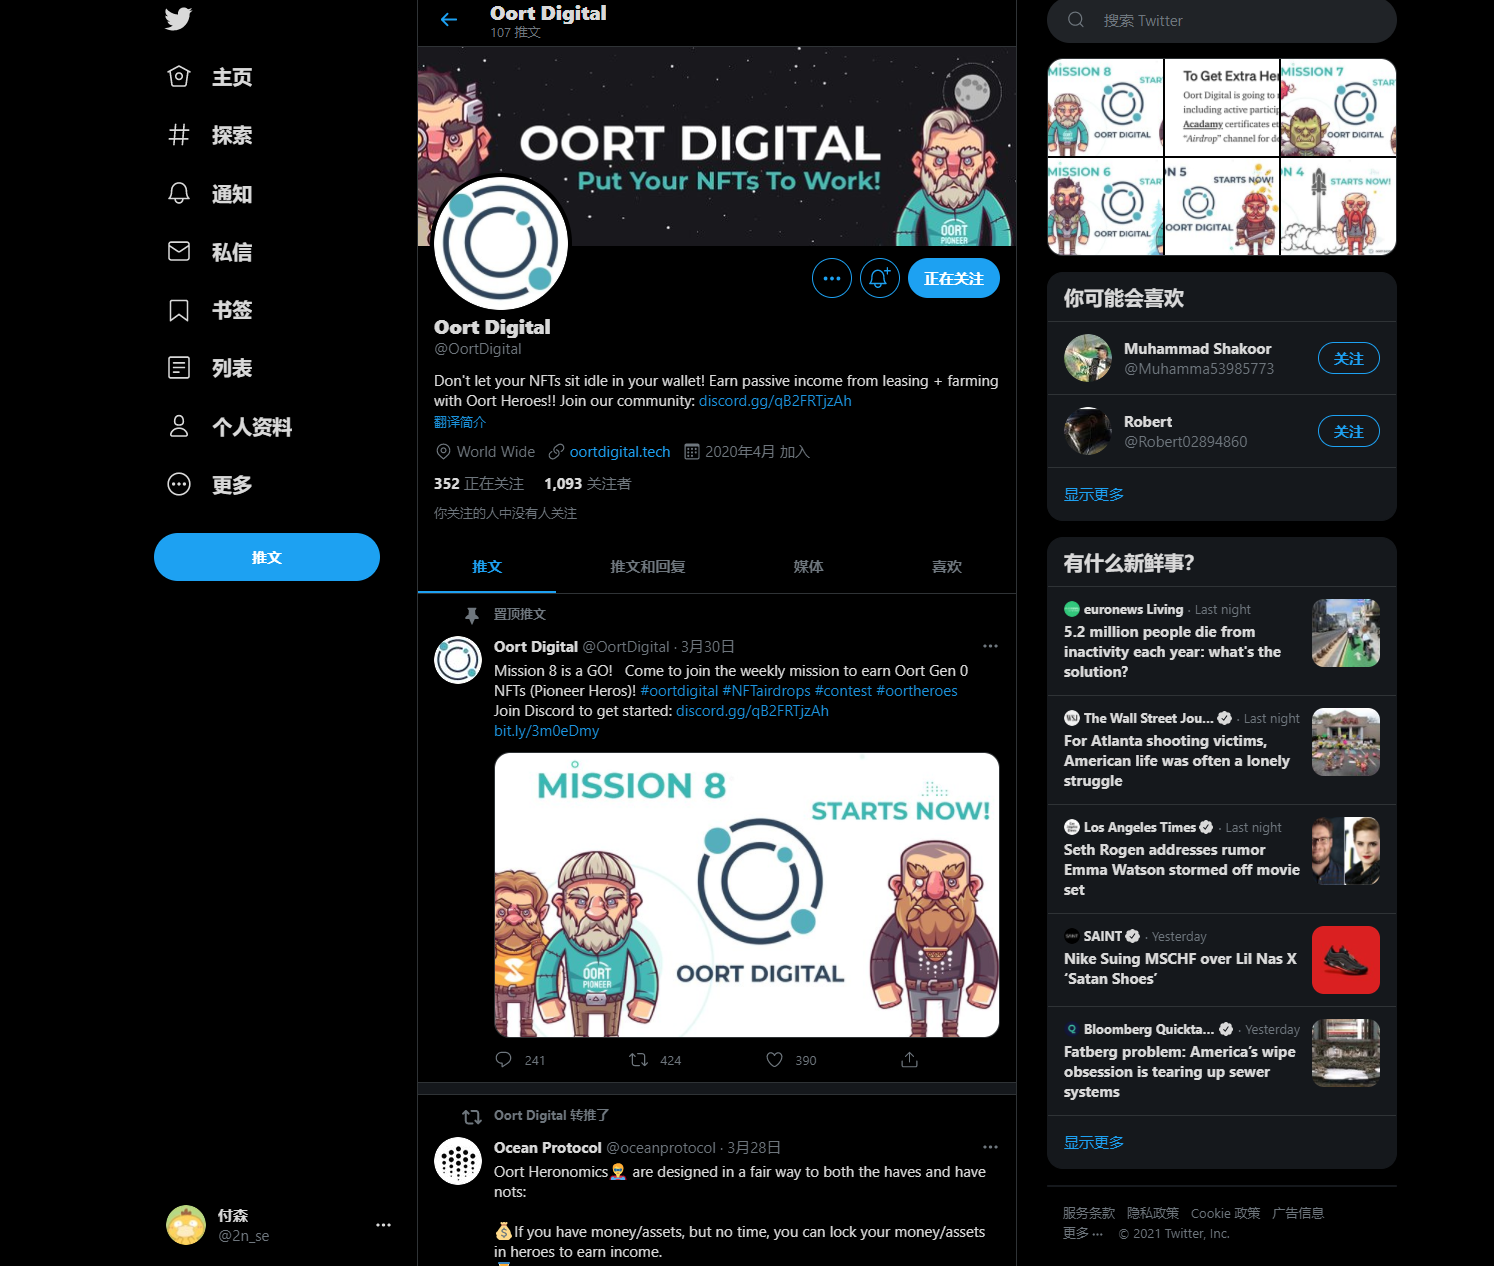 主页
探索
通知
私信
书签
列表
个人资料
更多
推文
付森
@2n_se
Oort Digital
107 推文
OORT DIGITAL
Put Your NFTs To Work!
OORT
PIONEER
正在关注
Oort Digital
@OortDigital
Don't let your NFTs sit idle in your wallet! Earn passive income from leasing + farming
with Oort Heroes!! Join our community: discord.gg/qB2FRTjzAh
翻译简介
World Wide oortdigital.tech 2020年4月 加入
352 正在关注 1,093 关注者
你关注的人中没有人关注
推文 推文和回复 媒体 喜欢
置顶推文
Oort Digital @OortDigital · 3月30日
Mission 8 is a GO! Come to join the weekly mission to earn Oort Gen 0
NFTs (Pioneer Heros)! #oortdigital #NFTairdrops #contest #oortheroes
Join Discord to get started: discord.gg/qB2FRTjzAh
bit.ly/3m0eDmy
MISSION 8
STARTS NOW!
OORT
PIONEER
OORT DIGITAL
241 424 390
Oort Digital 转推了
Ocean Protocol @oceanprotocol · 3月28日
Oort Heronomics are designed in a fair way to both the haves and have
nots:
If you have money/assets, but no time, you can lock your money/assets
in heroes to earn income.
搜索 Twitter
MISSION 8
STAR
OORT DIGITAL
To Get Extra Her
Oort Digital is going to
including active particip
Acadamy certificates
"Airdrop" channel for de
MISSION 7
STAR
OORT DIGITAL
MISSION 6
OORT DIGITAL
N 5
STARTS NOW!
OORT DIGITAL
N 4
STARTS NOW!
你可能会喜欢
Muhammad Shakoor
@Muhamma53985773
关注
Robert
@Robert02894860
关注
显示更多
有什么新鲜事?
euronews Living · Last night
5.2 million people die from
inactivity each year: what's the
solution?
WSJ The Wall Street Jou... · Last night
For Atlanta shooting victims,
American life was often a lonely
struggle
Los Angeles Times · Last night
Seth Rogen addresses rumor
Emma Watson stormed off movie
set
SAINT · Yesterday
Nike Suing MSCHF over Lil Nas X
‘Satan Shoes’
Bloomberg Quickta... · Yesterday
Fatberg problem: America’s wipe
obsession is tearing up sewer
systems
显示更多
服务条款 隐私政策 Cookie 政策 广告信息
更多 ··· © 2021 Twitter, Inc.